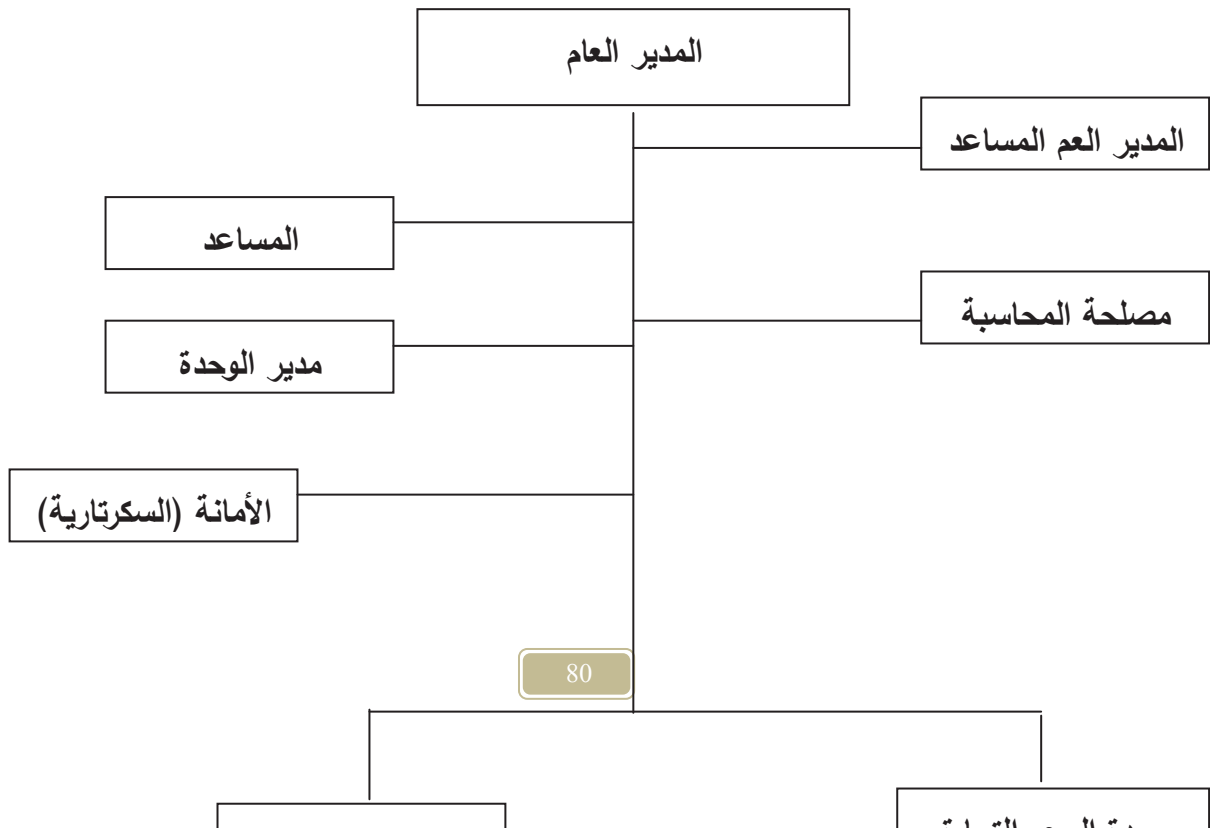 المدير العام
المدير العم المساعد
المساعد
مصلحة المحاسبة
مدير الوحدة
الأمانة (السكرتارية)
80